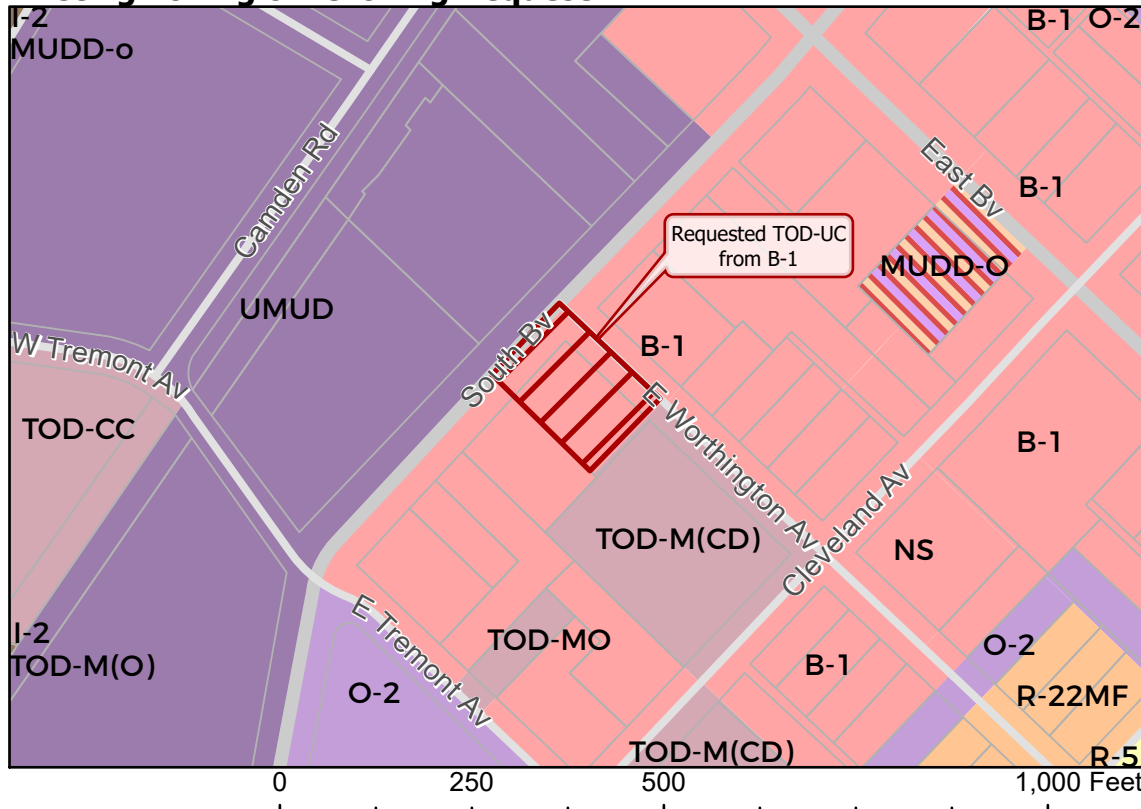 I-2
MUDD-o
B-1
O-2
Camden Rd
East Bv
B-1
Requested TOD-UC
from B-1
MUDD-O
UMUD
South Bv
B-1
W Tremont Av
TOD-CC
E Worthington Av
B-1
Cleveland Av
TOD-M(CD)
NS
E Tremont Av
I-2
TOD-M(O)
TOD-MO
O-2
B-1
O-2
R-22MF
TOD-M(CD)
R-5
0 250 500 1,000 Feet